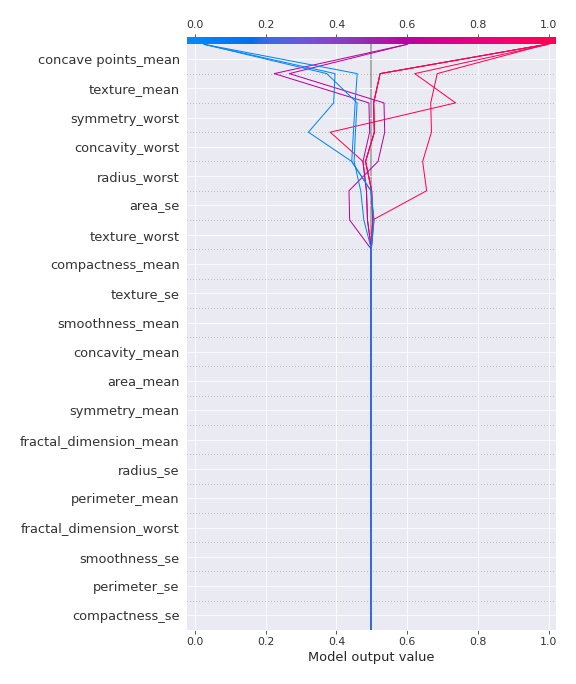 0.0 0.2 0.4 0.6 0.8 1.0
concave points_mean
texture_mean
symmetry_worst
concavity_worst
radius_worst
area_se
texture_worst
compactness_mean
texture_se
smoothness_mean
concavity_mean
area_mean
symmetry_mean
fractal_dimension_mean
radius_se
perimeter_mean
fractal_dimension_worst
smoothness_se
perimeter_se
compactness_se
0.0 0.2 0.4 0.6 0.8 1.0
Model output value